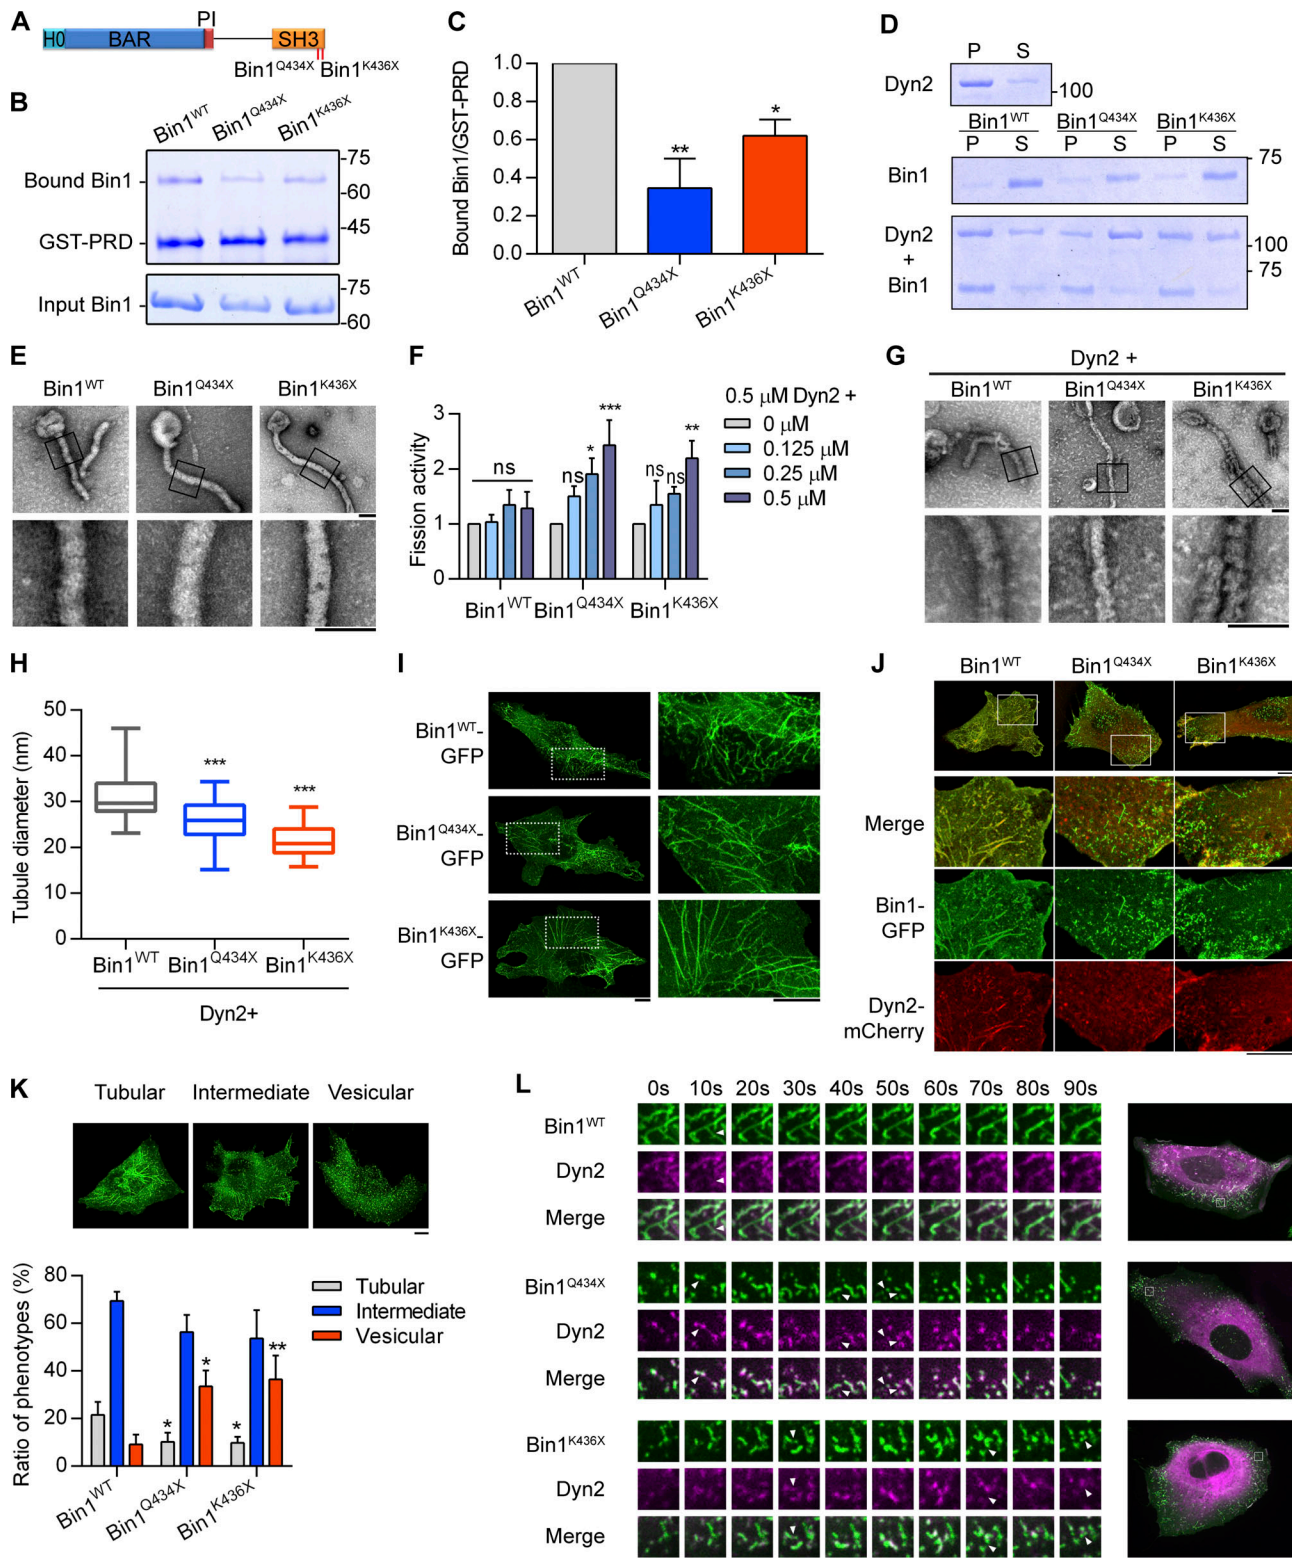 A
PI
H0 BAR SH3
Bin1Q434X Bin1K436X
B
Bin1WT Bin1Q434X Bin1K436X
-75
Bound Bin1
-60
-45
GST-PRD
-75
Input Bin1
-60
C
Bound Bin1/GST-PRD
1.0
0.8
0.6
0.4
0.2
0.0
**
*
Bin1WT Bin1Q434X Bin1K436X
D
P S
Dyn2
-100
Bin1WT Bin1Q434X Bin1K436X
P S P S P S
-75
Bin1
Dyn2
+
Bin1
-100
-75
E
Bin1WT Bin1Q434X Bin1K436X
F
Fission activity
3
2
1
0
ns
ns * ***
ns ns **
Bin1WT Bin1Q434X Bin1K436X
0.5 μM Dyn2 +
0 μM
0.125 μM
0.25 μM
0.5 μM
G
Dyn2 +
Bin1WT Bin1Q434X Bin1K436X
H
Tubule diameter (nm)
50
40
30
20
10
0
***
***
Bin1WT Bin1Q434X Bin1K436X
Dyn2+
I
Bin1WT-
GFP
Bin1Q434X-
GFP
Bin1K436X-
GFP
J
Bin1WT Bin1Q434X Bin1K436X
Merge
Bin1-
GFP
Dyn2-
mCherry
K
Tubular Intermediate Vesicular
Ratio of phenotypes (%)
80
60
40
20
0
* *
* **
Tubular
Intermediate
Vesicular
Bin1WT Bin1Q434X Bin1K436X
L
0s 10s 20s 30s 40s 50s 60s 70s 80s 90s
Bin1WT
Dyn2
Merge
Bin1Q434X
Dyn2
Merge
Bin1K436X
Dyn2
Merge